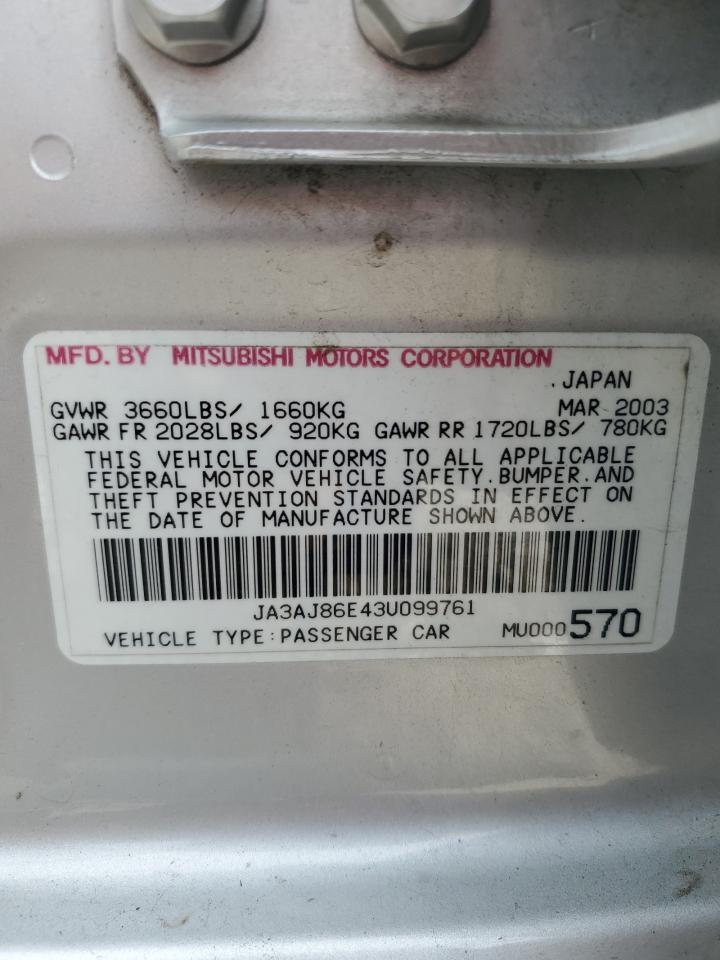 MFD. BY MITSUBISHI MOTORS CORPORATION
.JAPAN
GVWR 3660LBS/ 1660KG MAR 2003
GAWR FR 2028LBS/ 920KG GAWR RR 1720LBS/ 780KG
THIS VEHICLE CONFORMS TO ALL APPLICABLE
FEDERAL MOTOR VEHICLE SAFETY.BUMPER.AND
THEFT PREVENTION STANDARDS IN EFFECT ON
THE DATE OF MANUFACTURE SHOWN ABOVE.
JA3AJ86E43U099761
VEHICLE TYPE:PASSENGER CAR MU000570